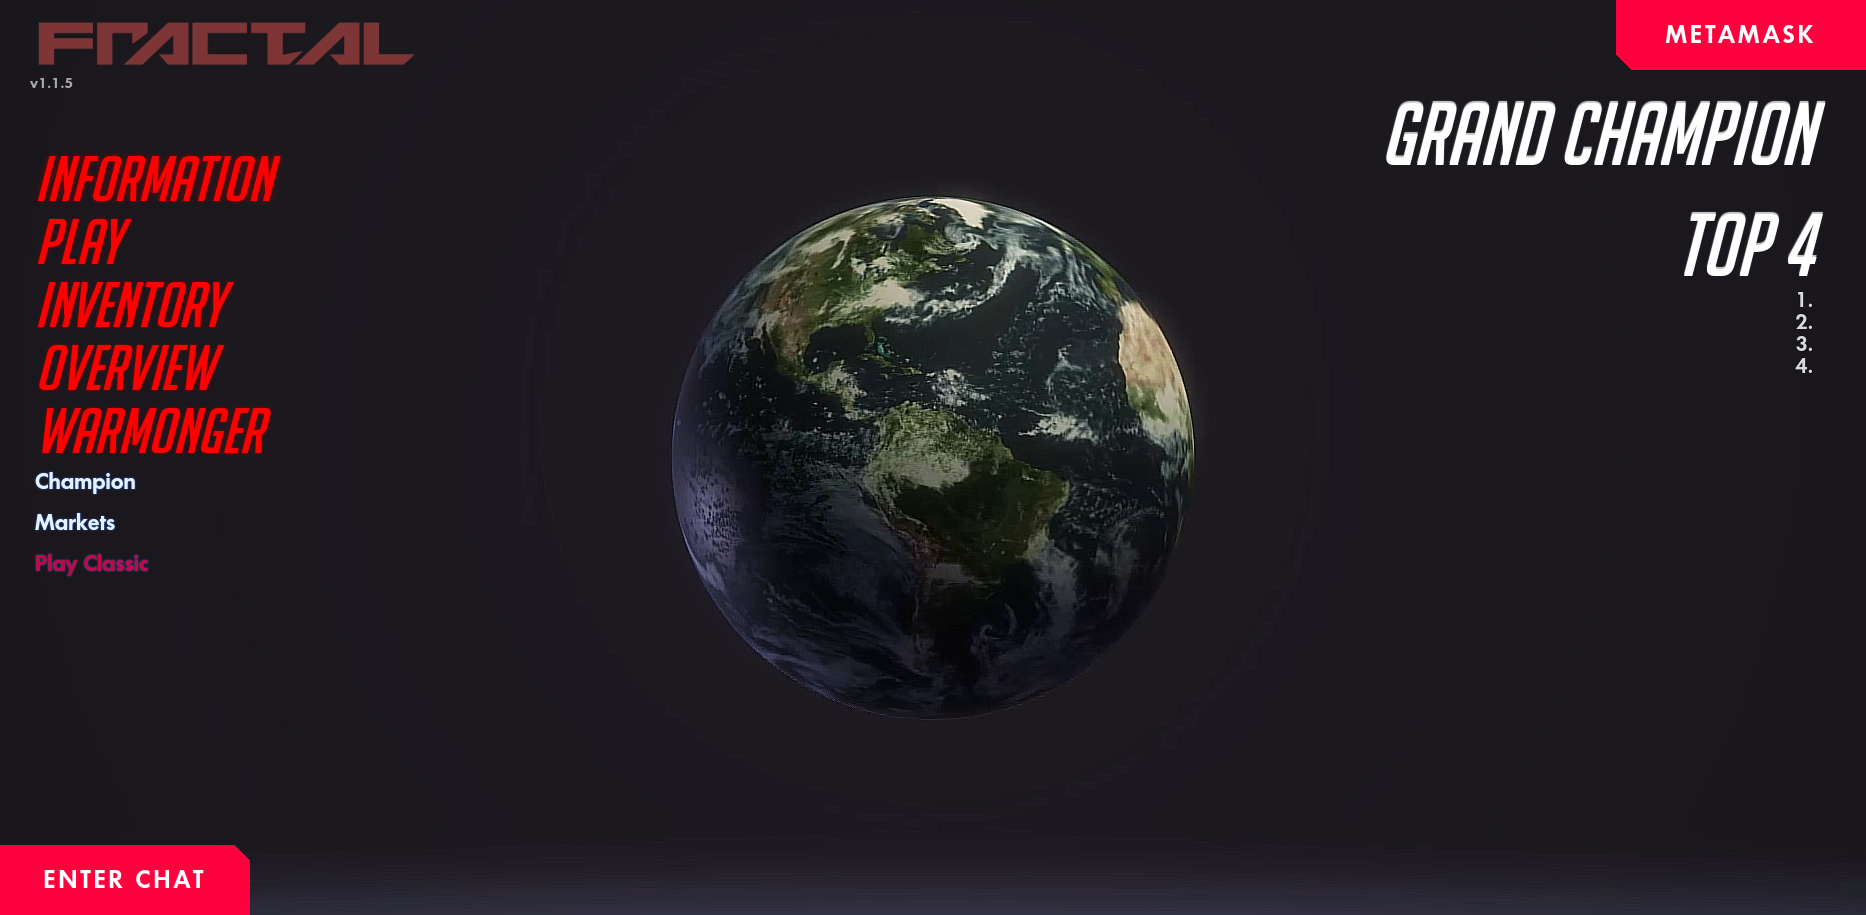 FRACTAL
v1.1.5
METAMASK
INFORMATION
PLAY
INVENTORY
OVERVIEW
WARMONGER
Champion
Markets
Play Classic
GRAND CHAMPION
TOP 4
1.
2.
3.
4.
ENTER CHAT